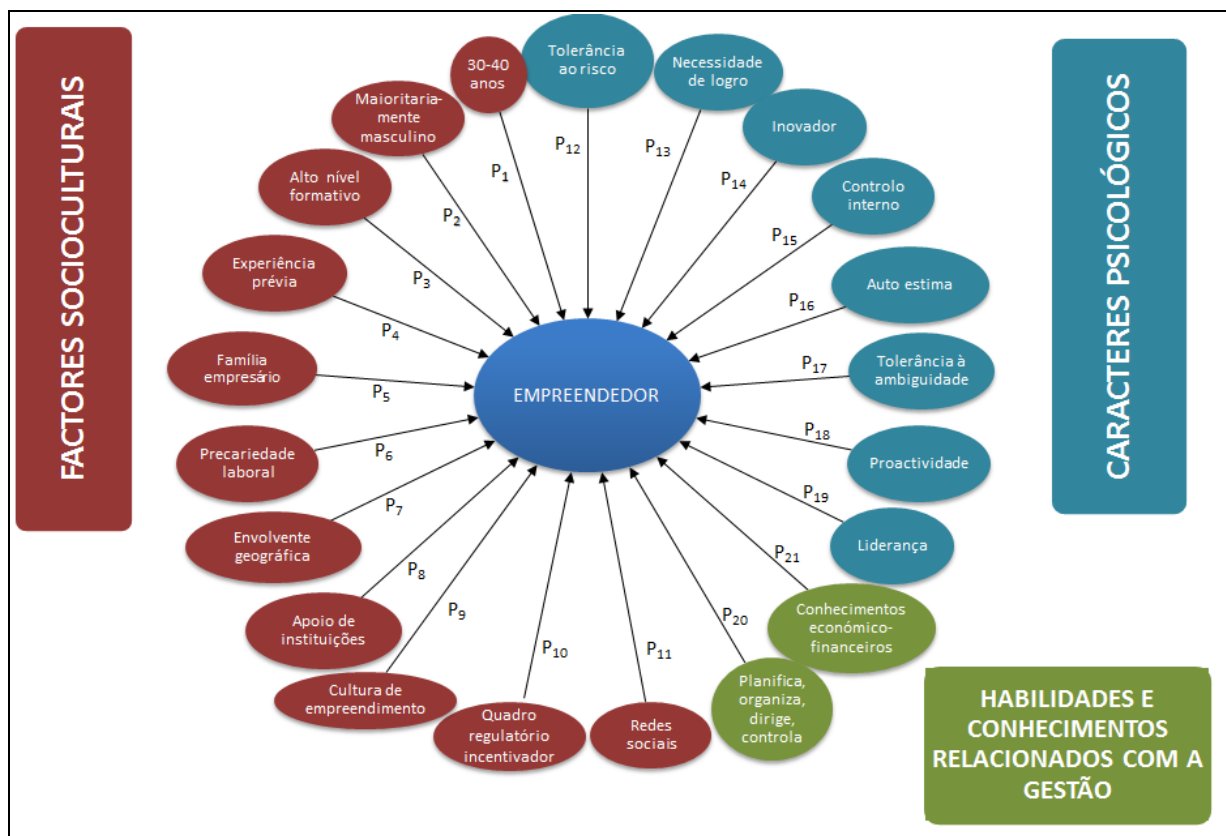 FACTORES SOCIOCULTURAIS
CARACTERES PSICOLÓGICOS
HABILIDADES E
CONHECIMENTOS
RELACIONADOS COM A
GESTÃO
EMPREENDEDOR
30-40
anos
P1
Maioritaria-
mente
masculino
P2
Alto nível
formativo
P3
Experiência
prévia
P4
Família
empresário
P5
Precariedade
laboral
P6
Envolvente
geográfica
P7
Apoio de
instituições
P8
Cultura de
empreendimento
P9
Quadro
regulatório
incentivador
P10
Redes
sociais
P11
Tolerância
ao risco
P12
Necessidade
de logro
P13
Inovador
P14
Controlo
interno
P15
Auto estima
P16
Tolerância à
ambiguidade
P17
Proactividade
P18
Liderança
P19
Planifica,
organiza,
dirige,
controla
P20
Conhecimentos
económico-
financeiros
P21